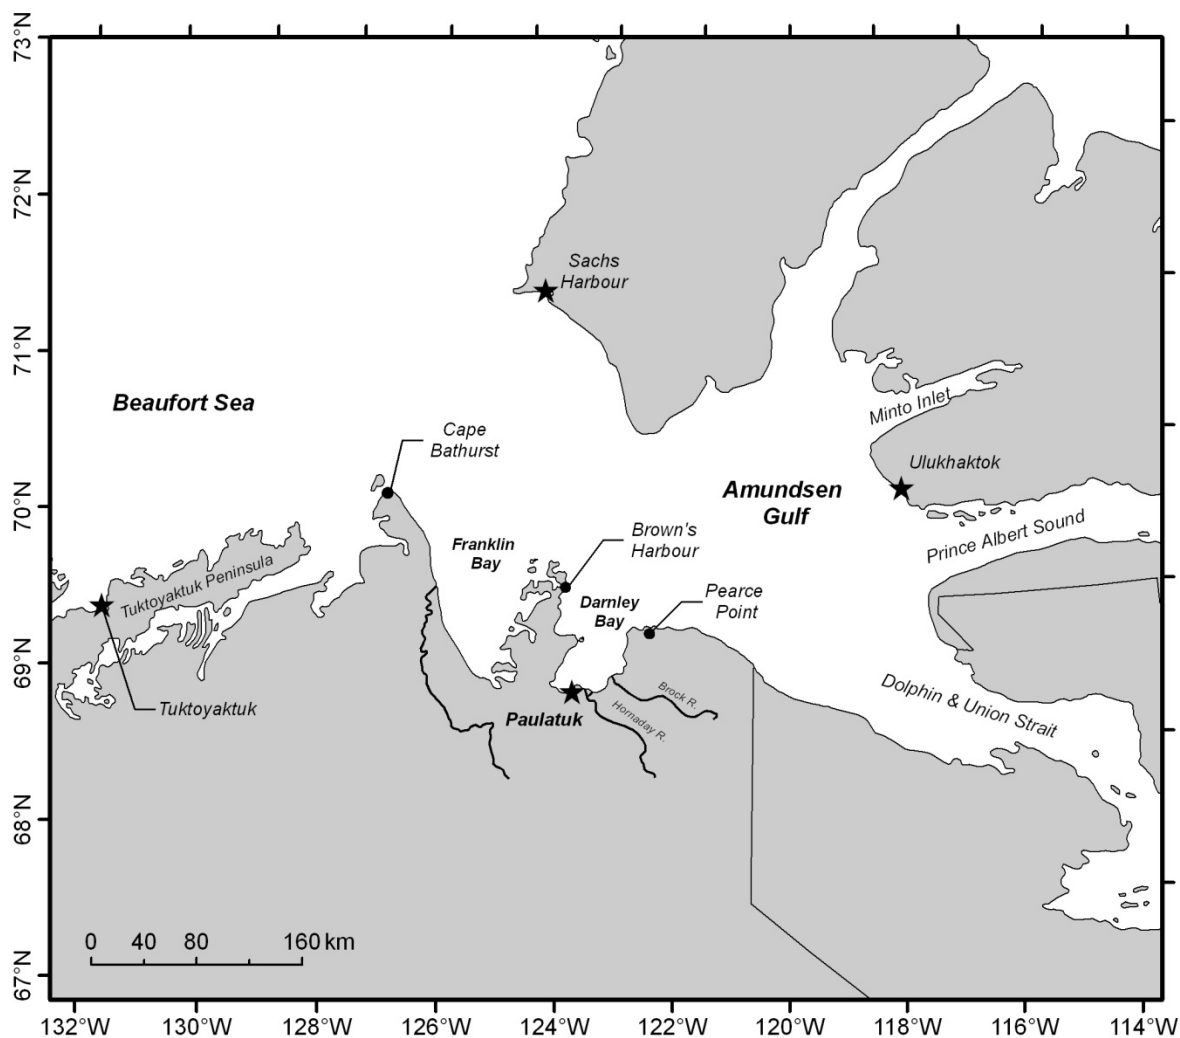 73°N
72°N
71°N
70°N
69°N
68°N
67°N
Sachs
Harbour
Beaufort Sea
Minto Inlet
Cape
Bathurst
Ulukhaktok
Amundsen
Gulf
Prince Albert Sound
Brown's
Harbour
Franklin
Bay
Tuktoyaktuk Peninsula
Pearce
Point
Darnley
Bay
Dolphin & Union Strait
Brock R.
Hornaday R.
Tuktoyaktuk
Paulatuk
0 40 80 160 km
132°W 130°W 128°W 126°W 124°W 122°W 120°W 118°W 116°W 114°W